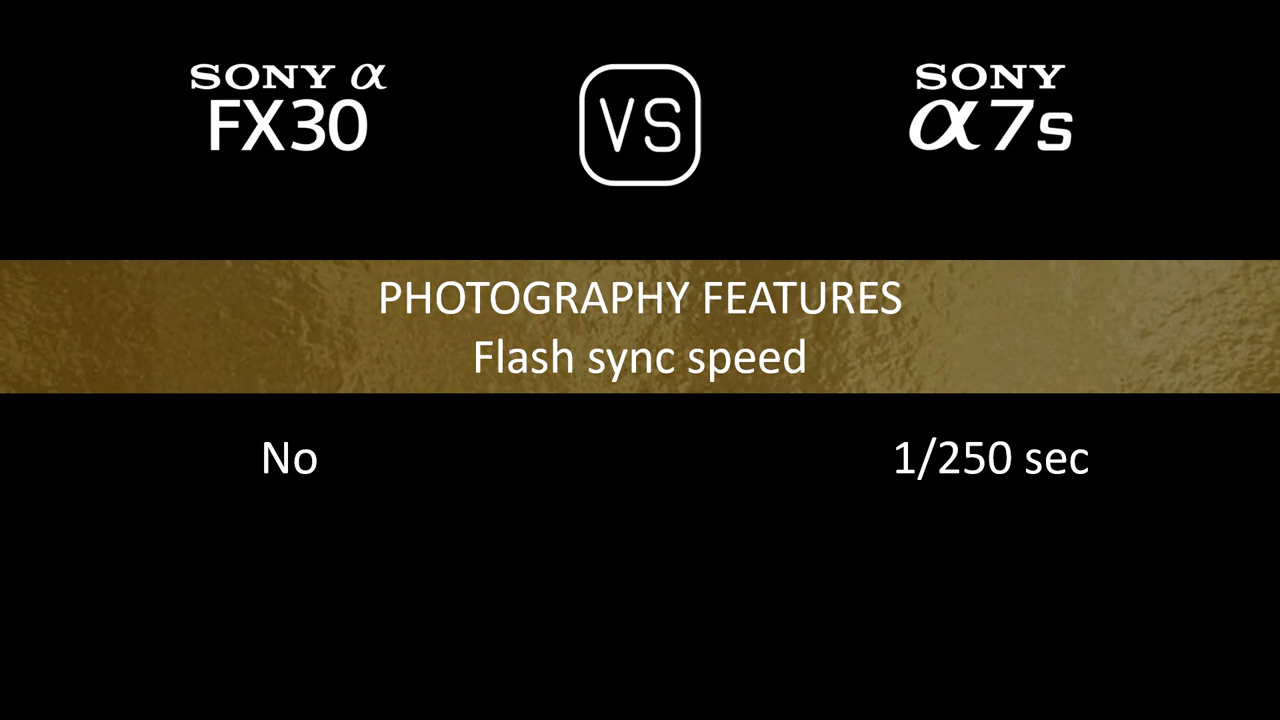 SONY α
FX30
VS
SONY
α7s
PHOTOGRAPHY FEATURES
Flash sync speed
No
1/250 sec